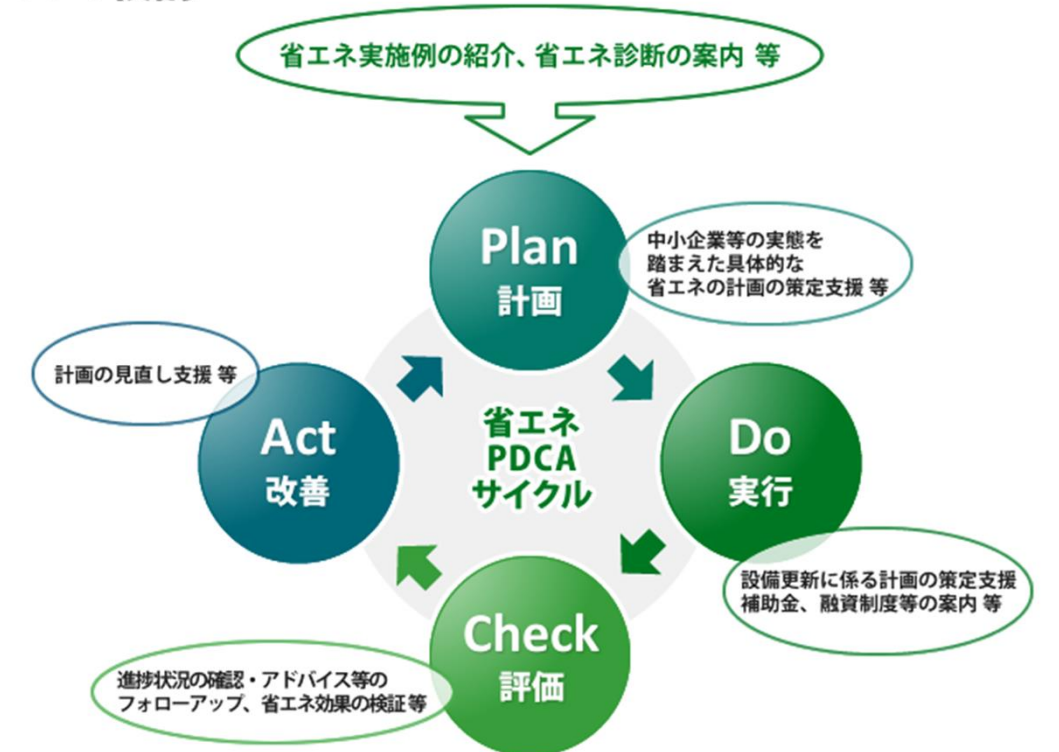 省エネ実施例の紹介、省エネ診断の案内 等
Plan
計画
中小企業等の実態を
踏まえた具体的な
省エネの計画の策定支援 等
計画の見直し支援 等
Act
改善
省エネ
PDCA
サイクル
Do
実行
設備更新に係る計画の策定支援
補助金、融資制度等の案内 等
Check
評価
進捗状況の確認・アドバイス等の
フォローアップ、省エネ効果の検証等